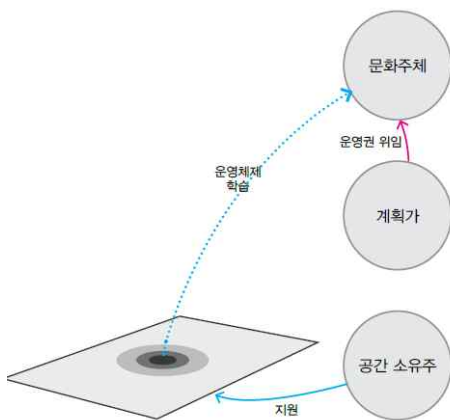 문화주체
운영권 위임
운영체제
학습
계획가
공간 소유주
지원